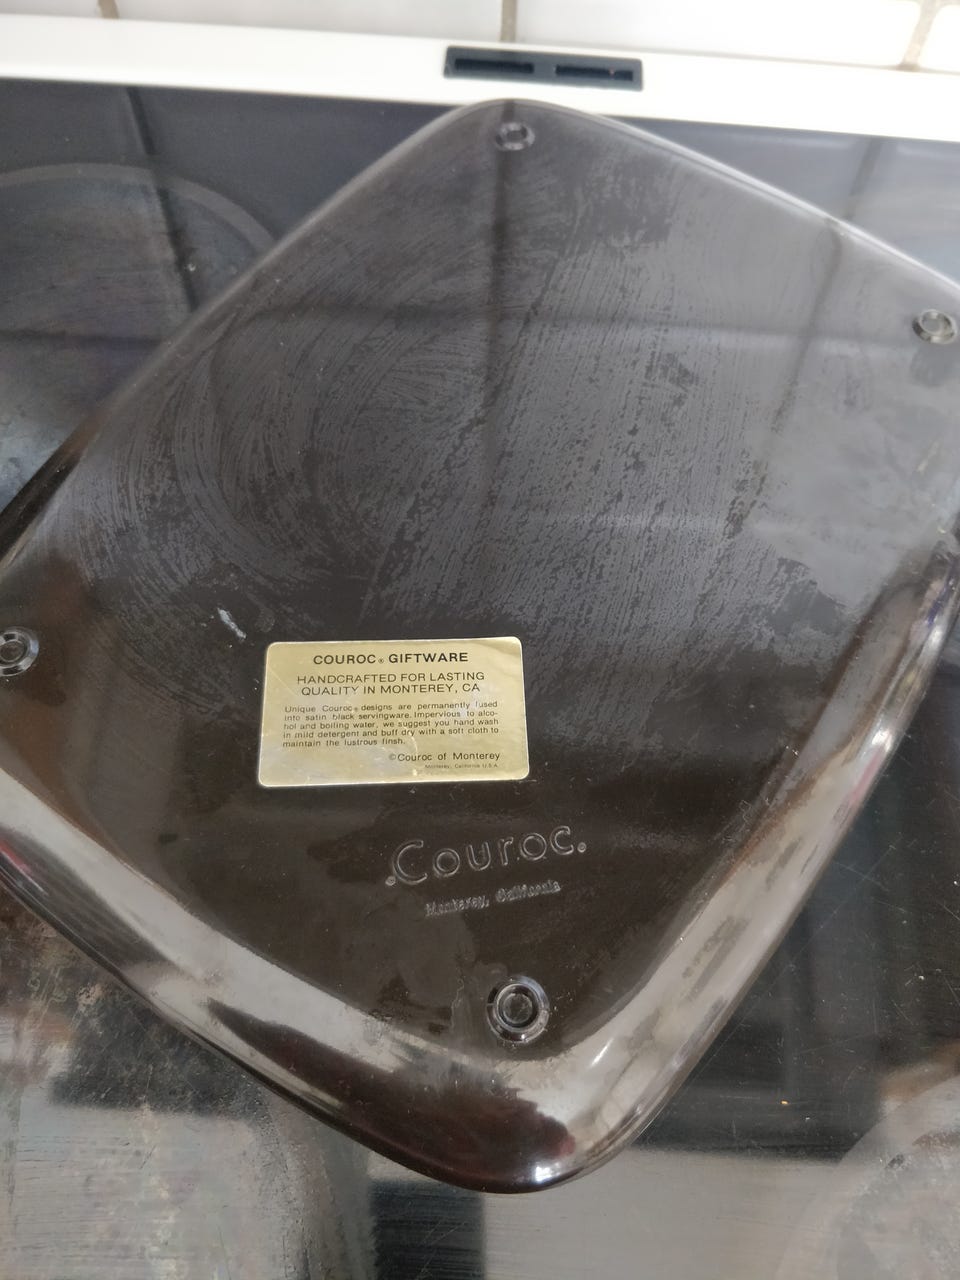 COUROC® GIFTWARE
HANDCRAFTED FOR LASTING
QUALITY IN MONTEREY, CA
Unique Couroc® designs are permanently fused
into satin black servingware. Impervious to alco-
hol and boiling water, we suggest you hand wash
in mild detergent and buff dry with a soft cloth to
maintain the lustrous finsh.
©Couroc of Monterey
Monterey, California U.S.A.
Couroc
Monterey, California